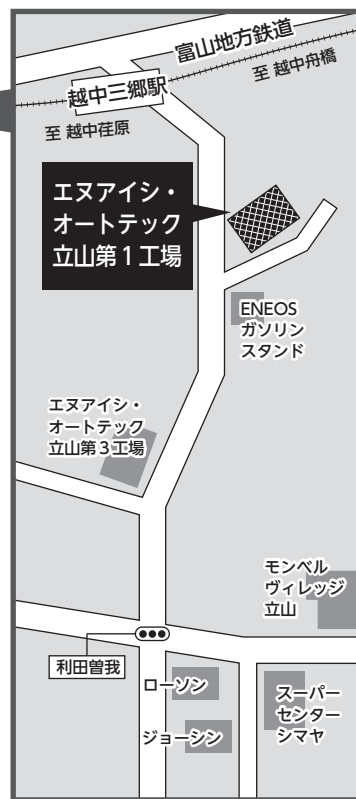 富山地方鉄道
越中三郷駅
至 越中舟橋
至 越中荏原
エヌアイシ・
オートテック
立山第1工場
ENEOS
ガソリン
スタンド
エヌアイシ・
オートテック
立山第3工場
モンベル
ヴィレッジ
立山
利田曽我
ローソン
スーパー
センター
シマヤ
ジョーシン